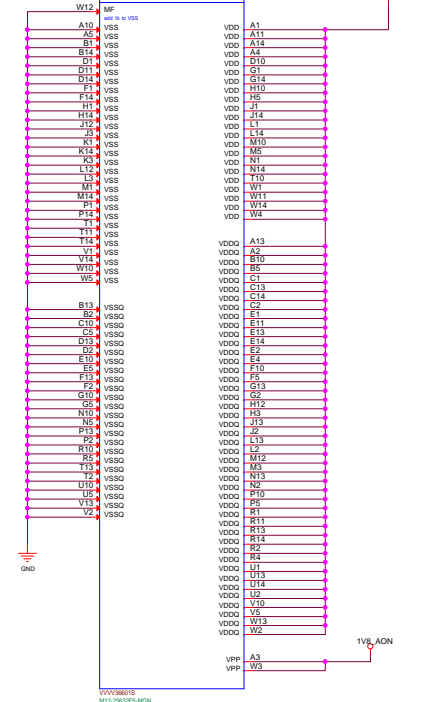 W12 MF
add 1k to VSS
A10 VSS
A5 VSS
B1 VSS
B14 VSS
D1 VSS
D11 VSS
D14 VSS
F1 VSS
F14 VSS
H1 VSS
H14 VSS
J12 VSS
J3 VSS
K1 VSS
K14 VSS
K3 VSS
L12 VSS
L3 VSS
M1 VSS
M14 VSS
P1 VSS
P14 VSS
T1 VSS
T11 VSS
T14 VSS
V1 VSS
V14 VSS
W10 VSS
W5 VSS
B13 VSSQ
B2 VSSQ
C10 VSSQ
C5 VSSQ
D13 VSSQ
D2 VSSQ
E10 VSSQ
E5 VSSQ
F13 VSSQ
F2 VSSQ
G10 VSSQ
G5 VSSQ
N10 VSSQ
N5 VSSQ
P13 VSSQ
P2 VSSQ
R10 VSSQ
R5 VSSQ
T13 VSSQ
T2 VSSQ
U10 VSSQ
U5 VSSQ
V13 VSSQ
V2 VSSQ
GND
VDD A1
VDD A11
VDD A14
VDD A4
VDD D10
VDD G1
VDD G14
VDD H10
VDD H5
VDD J1
VDD J14
VDD L1
VDD L14
VDD M10
VDD M5
VDD N1
VDD N14
VDD T10
VDD W1
VDD W11
VDD W14
VDD W4
VDDQ A13
VDDQ A2
VDDQ B10
VDDQ B5
VDDQ C1
VDDQ C13
VDDQ C14
VDDQ C2
VDDQ E1
VDDQ E11
VDDQ E13
VDDQ E14
VDDQ E2
VDDQ E4
VDDQ F10
VDDQ F5
VDDQ G13
VDDQ G2
VDDQ H12
VDDQ H3
VDDQ J13
VDDQ J2
VDDQ L13
VDDQ L2
VDDQ M12
VDDQ M3
VDDQ N13
VDDQ N2
VDDQ P10
VDDQ P5
VDDQ R1
VDDQ R11
VDDQ R13
VDDQ R14
VDDQ R2
VDDQ R4
VDDQ U1
VDDQ U13
VDDQ U14
VDDQ U2
VDDQ V10
VDDQ V5
VDDQ W13
VDDQ W2
1V8_AON
VPP A3
VPP W3
VVVV36601S